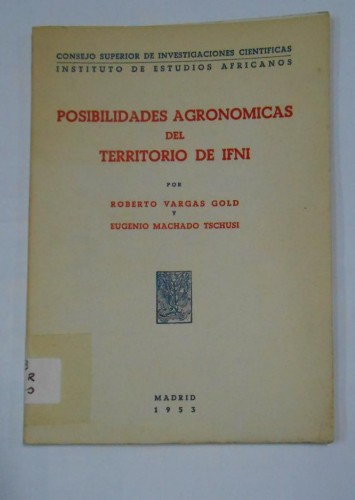 CONSEJO SUPERIOR DE INVESTIGACIONES CIENTIFICAS
INSTITUTO DE ESTUDIOS AFRICANOS
POSIBILIDADES AGRONOMICAS
DEL
TERRITORIO DE IFNI
POR
ROBERTO VARGAS GOLD
Y
EUGENIO MACHADO TSCHUSI
MADRID
1953
R